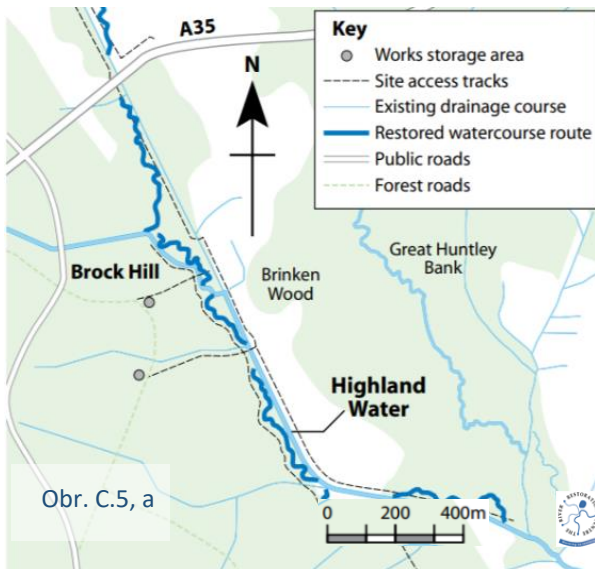 A35
N
Key
Works storage area
Site access tracks
Existing drainage course
Restored watercourse route
Public roads
Forest roads
Brock Hill
Brinken
Wood
Great Huntley
Bank
Highland
Water
Obr. C.5, a
0 200 400m